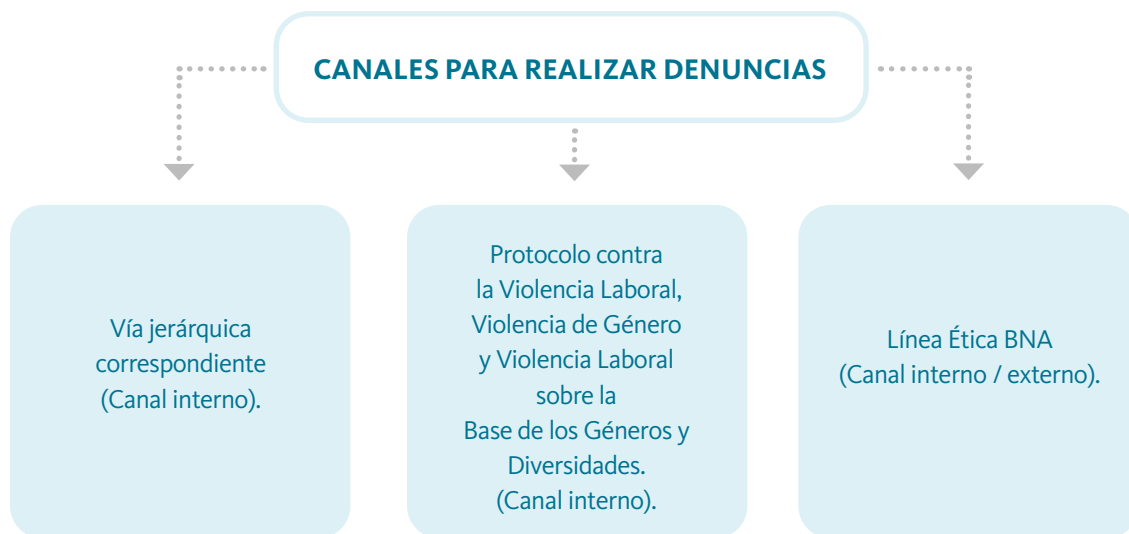 CANALES PARA REALIZAR DENUNCIAS
Vía jerárquica
correspondiente
(Canal interno).
Protocolo contra
la Violencia Laboral,
Violencia de Género
y Violencia Laboral
sobre la
Base de los Géneros y
Diversidades.
(Canal interno).
Línea Ética BNA
(Canal interno / externo).